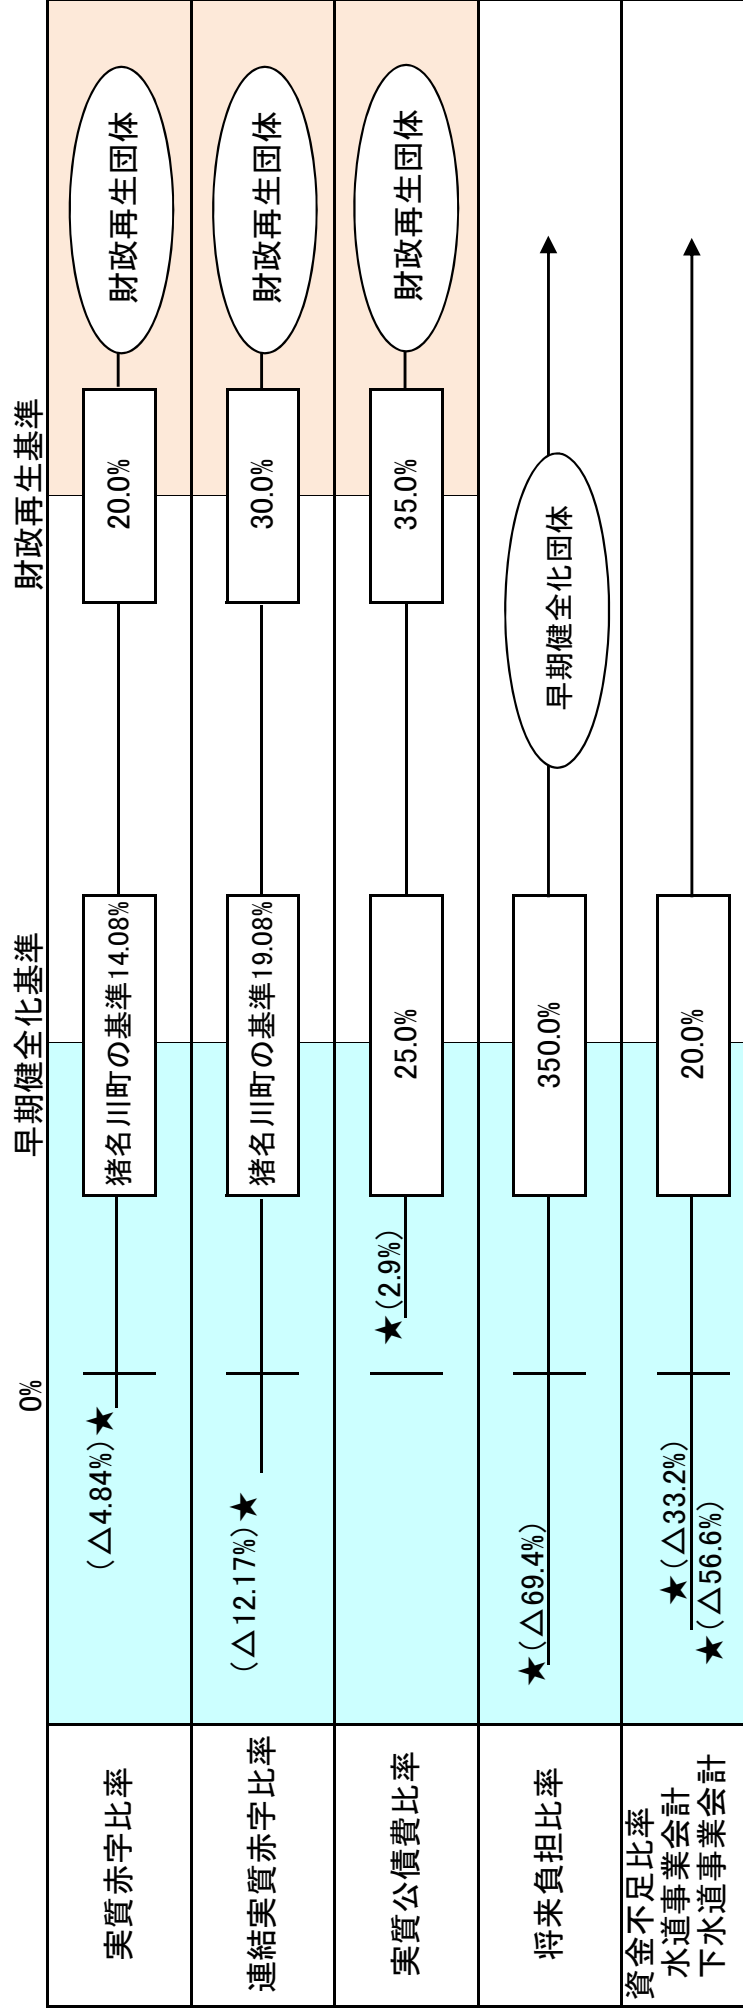 0%
早期健全化基準
財政再生基準
実質赤字比率
(△4.84%)★
猪名川町の基準14.08%
20.0%
財政再生団体
連結実質赤字比率
(△12.17%)★
猪名川町の基準19.08%
30.0%
財政再生団体
実質公債費比率
★(2.9%)
25.0%
35.0%
財政再生団体
将来負担比率
★(△69.4%)
350.0%
早期健全化団体
資金不足比率
水道事業会計
下水道事業会計
★(△33.2%)
★(△56.6%)
20.0%